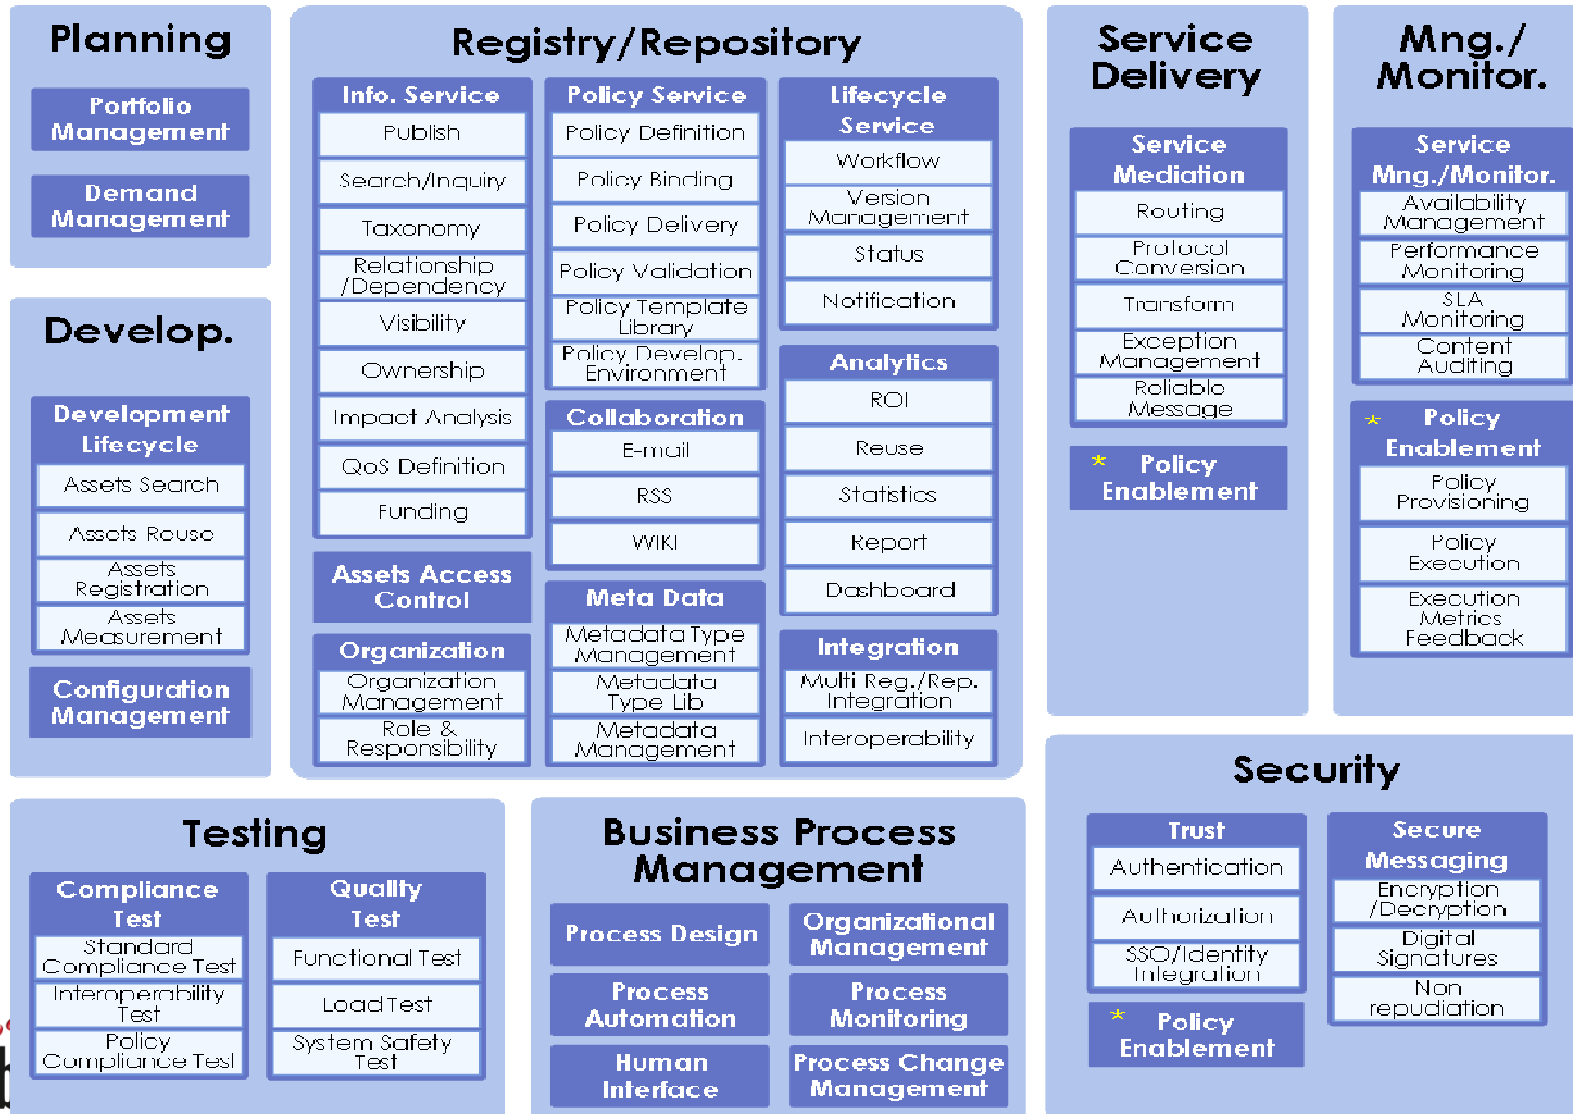 Planning
Portfolio
Management
Demand
Management
Develop.
Development
Lifecycle
Assets Search
Assets Reuse
Assets
Registration
Assets
Measurement
Configuration
Management
Registry/Repository
Info. Service
Publish
Search/Inquiry
Taxonomy
Relationship
/Dependency
Visibility
Ownership
Impact Analysis
QoS Definition
Funding
Assets Access
Control
Organization
Organization
Management
Role &
Responsibility
Policy Service
Policy Definition
Policy Binding
Policy Delivery
Policy Validation
Policy Template
Library
Policy Develop.
Environment
Collaboration
E-mail
RSS
WIKI
Meta Data
Metadata Type
Management
Metadata
Type Lib
Metadata
Management
Lifecycle
Service
Workflow
Version
Management
Status
Notification
Analytics
ROI
Reuse
Statistics
Report
Dashboard
Integration
Multi Reg./Rep.
Integration
Interoperability
Service
Delivery
Service
Mediation
Routing
Protocol
Conversion
Transform
Exception
Management
Reliable
Message
* Policy
Enablement
Mng./
Monitor.
Service
Mng./Monitor.
Availability
Management
Performance
Monitoring
SLA
Monitoring
Content
Auditing
* Policy
Enablement
Policy
Provisioning
Policy
Execution
Execution
Metrics
Feedback
Testing
Compliance
Test
Standard
Compliance Test
Interoperability
Test
Policy
Compliance Test
Quality
Test
Functional Test
Load Test
System Safety
Test
Business Process
Management
Process Design
Organizational
Management
Process
Automation
Process
Monitoring
Human
Interface
Process Change
Management
Security
Trust
Authentication
Authorization
SSO/Identity
Integration
* Policy
Enablement
Secure
Messaging
Encryption
/Decryption
Digital
Signatures
Non
repudiation